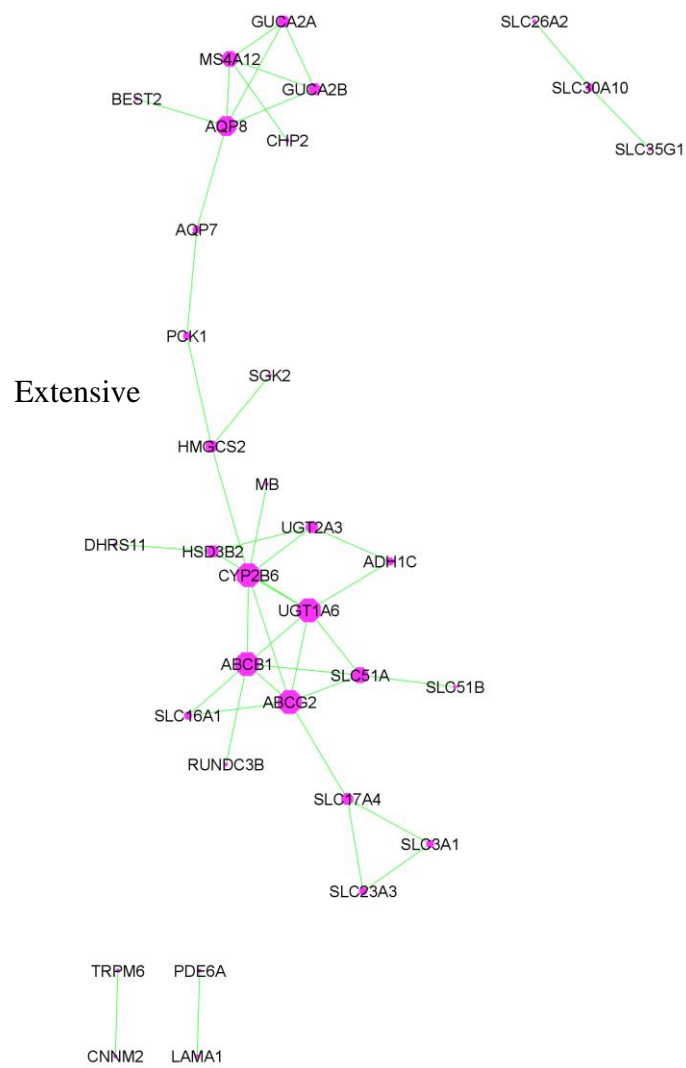 GUCA2A
SLC26A2
MS4A12
GUCA2B
SLC30A10
BEST2
AQP8
CHP2
SLC35G1
AQP7
PCK1
SGK2
Extensive
HMGCS2
MB
UGT2A3
DHRS11
HSD3B2
ADH1C
CYP2B6
UGT1A6
ABCB1
SLC51A
SLC51B
ABCG2
SLC16A1
RUNDC3B
SLC17A4
SLC3A1
SLC23A3
TRPM6
PDE6A
CNNM2
LAMA1